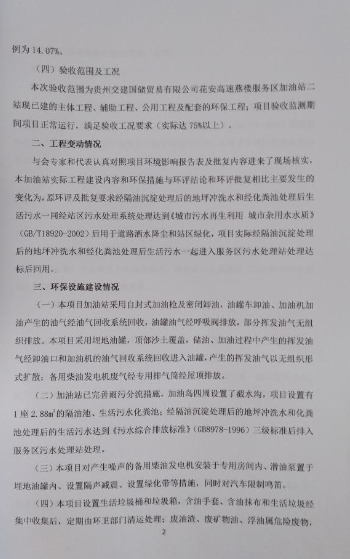 例为14.07%。
（四）验收范围及工况
本次验收范围为贵州交建国储贸易有限公司花安高速燕楼服务区加油站二
站现已建的主体工程、辅助工程、公用工程及配套的环保工程；项目验收监测期
间项目正常运行，满足验收工况要求（实际达75%以上）。
二、工程变动情况
与会专家和代表认真对照项目环境影响报告表及批复内容进来了现场核实，
本加油站实际工程建设内容和环保措施与环评结论和环评批复相比主要发生的
变化为：原环评及批复要求经隔油沉淀处理后的地坪冲洗水和经化粪池处理后生
活污水一同经站区污水处理系统处理达到《城市污水再生利用 城市杂用水水质》
（GB/T18920-2002）后用于道路洒水降尘和站区绿化，项目实际经隔油沉淀处理
后的地坪冲洗水和经化粪池处理后生活污水一起进入服务区污水处理站处理达
标后回用。
三、环保设施建设情况
（一）本项目加油站采用自封式加油枪及密闭卸油，油罐车卸油、加油机加
油产生的油气经油气回收系统回收，油罐油气经呼吸阀排放，部分挥发油气无组
织排放。本项目采用埋地油罐，顶部沙土覆盖，储油、加油过程中产生的挥发油
气经卸油口和加油机的油气回收系统回收进入油罐，产生的挥发油气以无组织形
式扩散；备用柴油发电机废气经专用排气筒经屋顶排放。
（二）加油站已完善雨污分流措施，加油岛四周设置了截水沟，项目设置有
1座2.88m³的隔油池、生活污水化粪池；经隔油沉淀处理后的地坪冲洗水和化粪
池处理后的生活污水达到《污水综合排放标准》（GB8978-1996）三级标准后排入
服务区污水处理站处理。
（三）本项目对产生噪声的备用柴油发电机安装于专用房间内、潜油泵置于
埋地油罐内、设置隔声减震、设置绿化带等措施，同时对汽车限制鸣笛。
（四）本项目设置生活垃圾桶和垃圾箱，含油手套、含油抹布和生活垃圾经
集中收集后，定期由环卫部门清运处理；废油渣、废矿物油、浮油属危险废物，
2